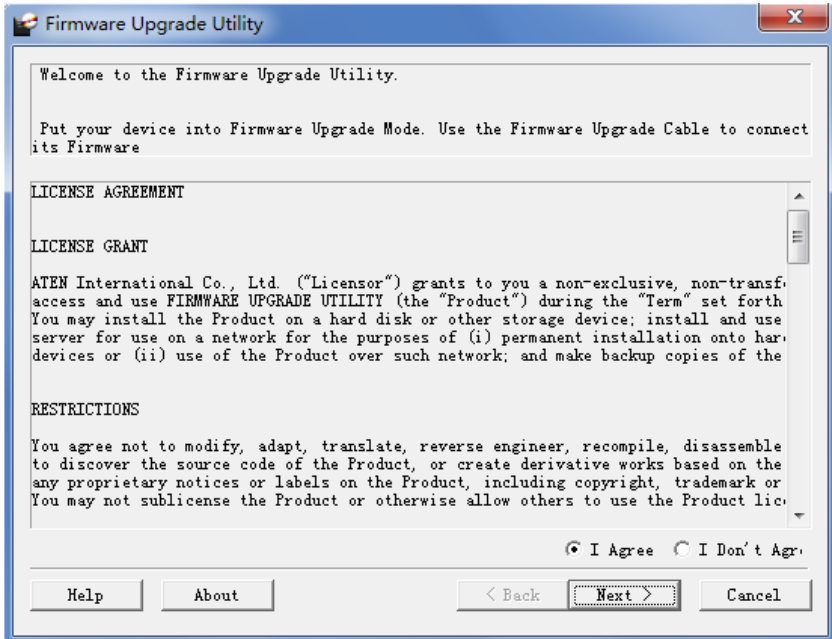 Firmware Upgrade Utility
Welcome to the Firmware Upgrade Utility.
Put your device into Firmware Upgrade Mode. Use the Firmware Upgrade Cable to connect
its Firmware
LICENSE AGREEMENT
LICENSE GRANT
ATEN International Co., Ltd. ("Licensor") grants to you a non-exclusive, non-transf
access and use FIRMWARE UPGRADE UTILITY (the "Product") during the "Term" set forth
You may install the Product on a hard disk or other storage device; install and use
server for use on a network for the purposes of (i) permanent installation onto har
devices or (ii) use of the Product over such network; and make backup copies of the
RESTRICTIONS
You agree not to modify, adapt, translate, reverse engineer, recompile, disassemble
to discover the source code of the Product, or create derivative works based on the
any proprietary notices or labels on the Product, including copyright, trademark or
You may not sublicense the Product or otherwise allow others to use the Product lic
I Agree I Don't Agr
Help About < Back Next > Cancel